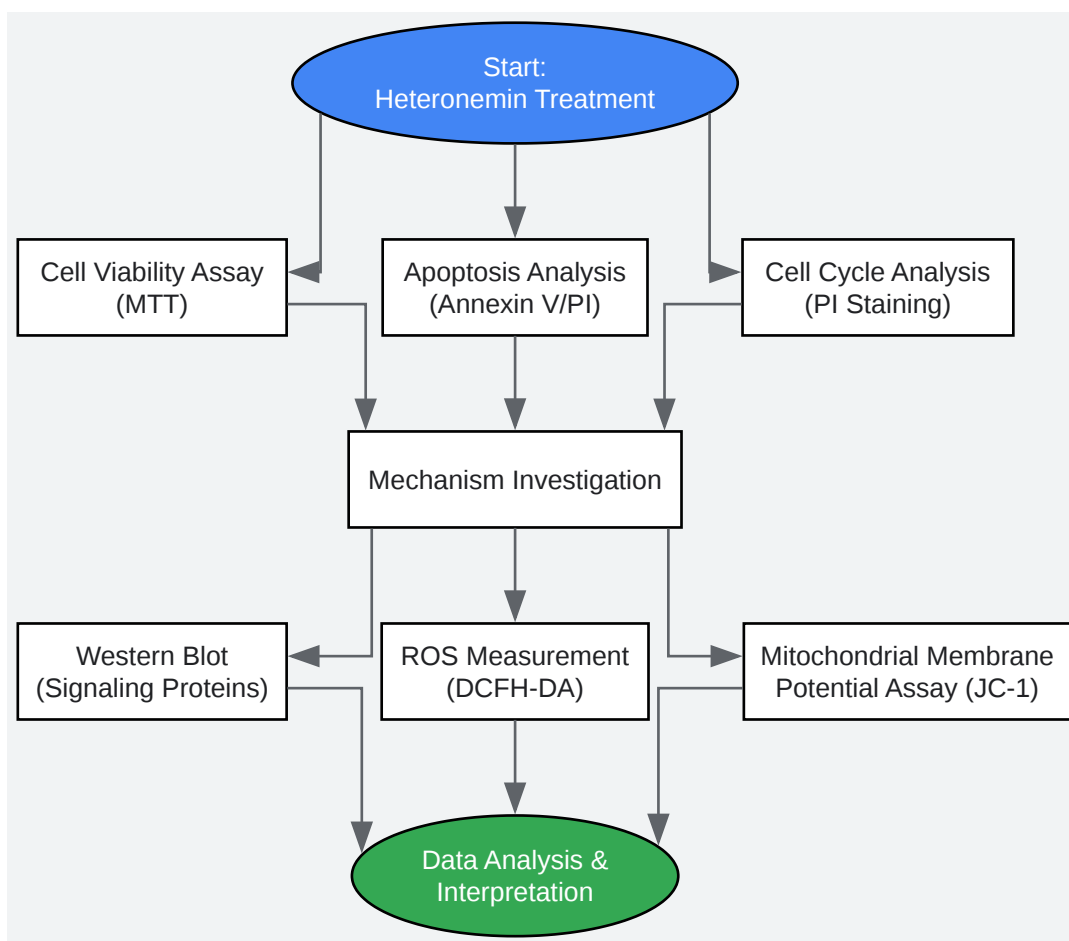 Start:
Heteronemin Treatment
Cell Viability Assay
(MTT)
Apoptosis Analysis
(Annexin V/PI)
Cell Cycle Analysis
(PI Staining)
Mechanism Investigation
Western Blot
(Signaling Proteins)
ROS Measurement
(DCFH-DA)
Mitochondrial Membrane
Potential Assay (JC-1)
Data Analysis &
Interpretation